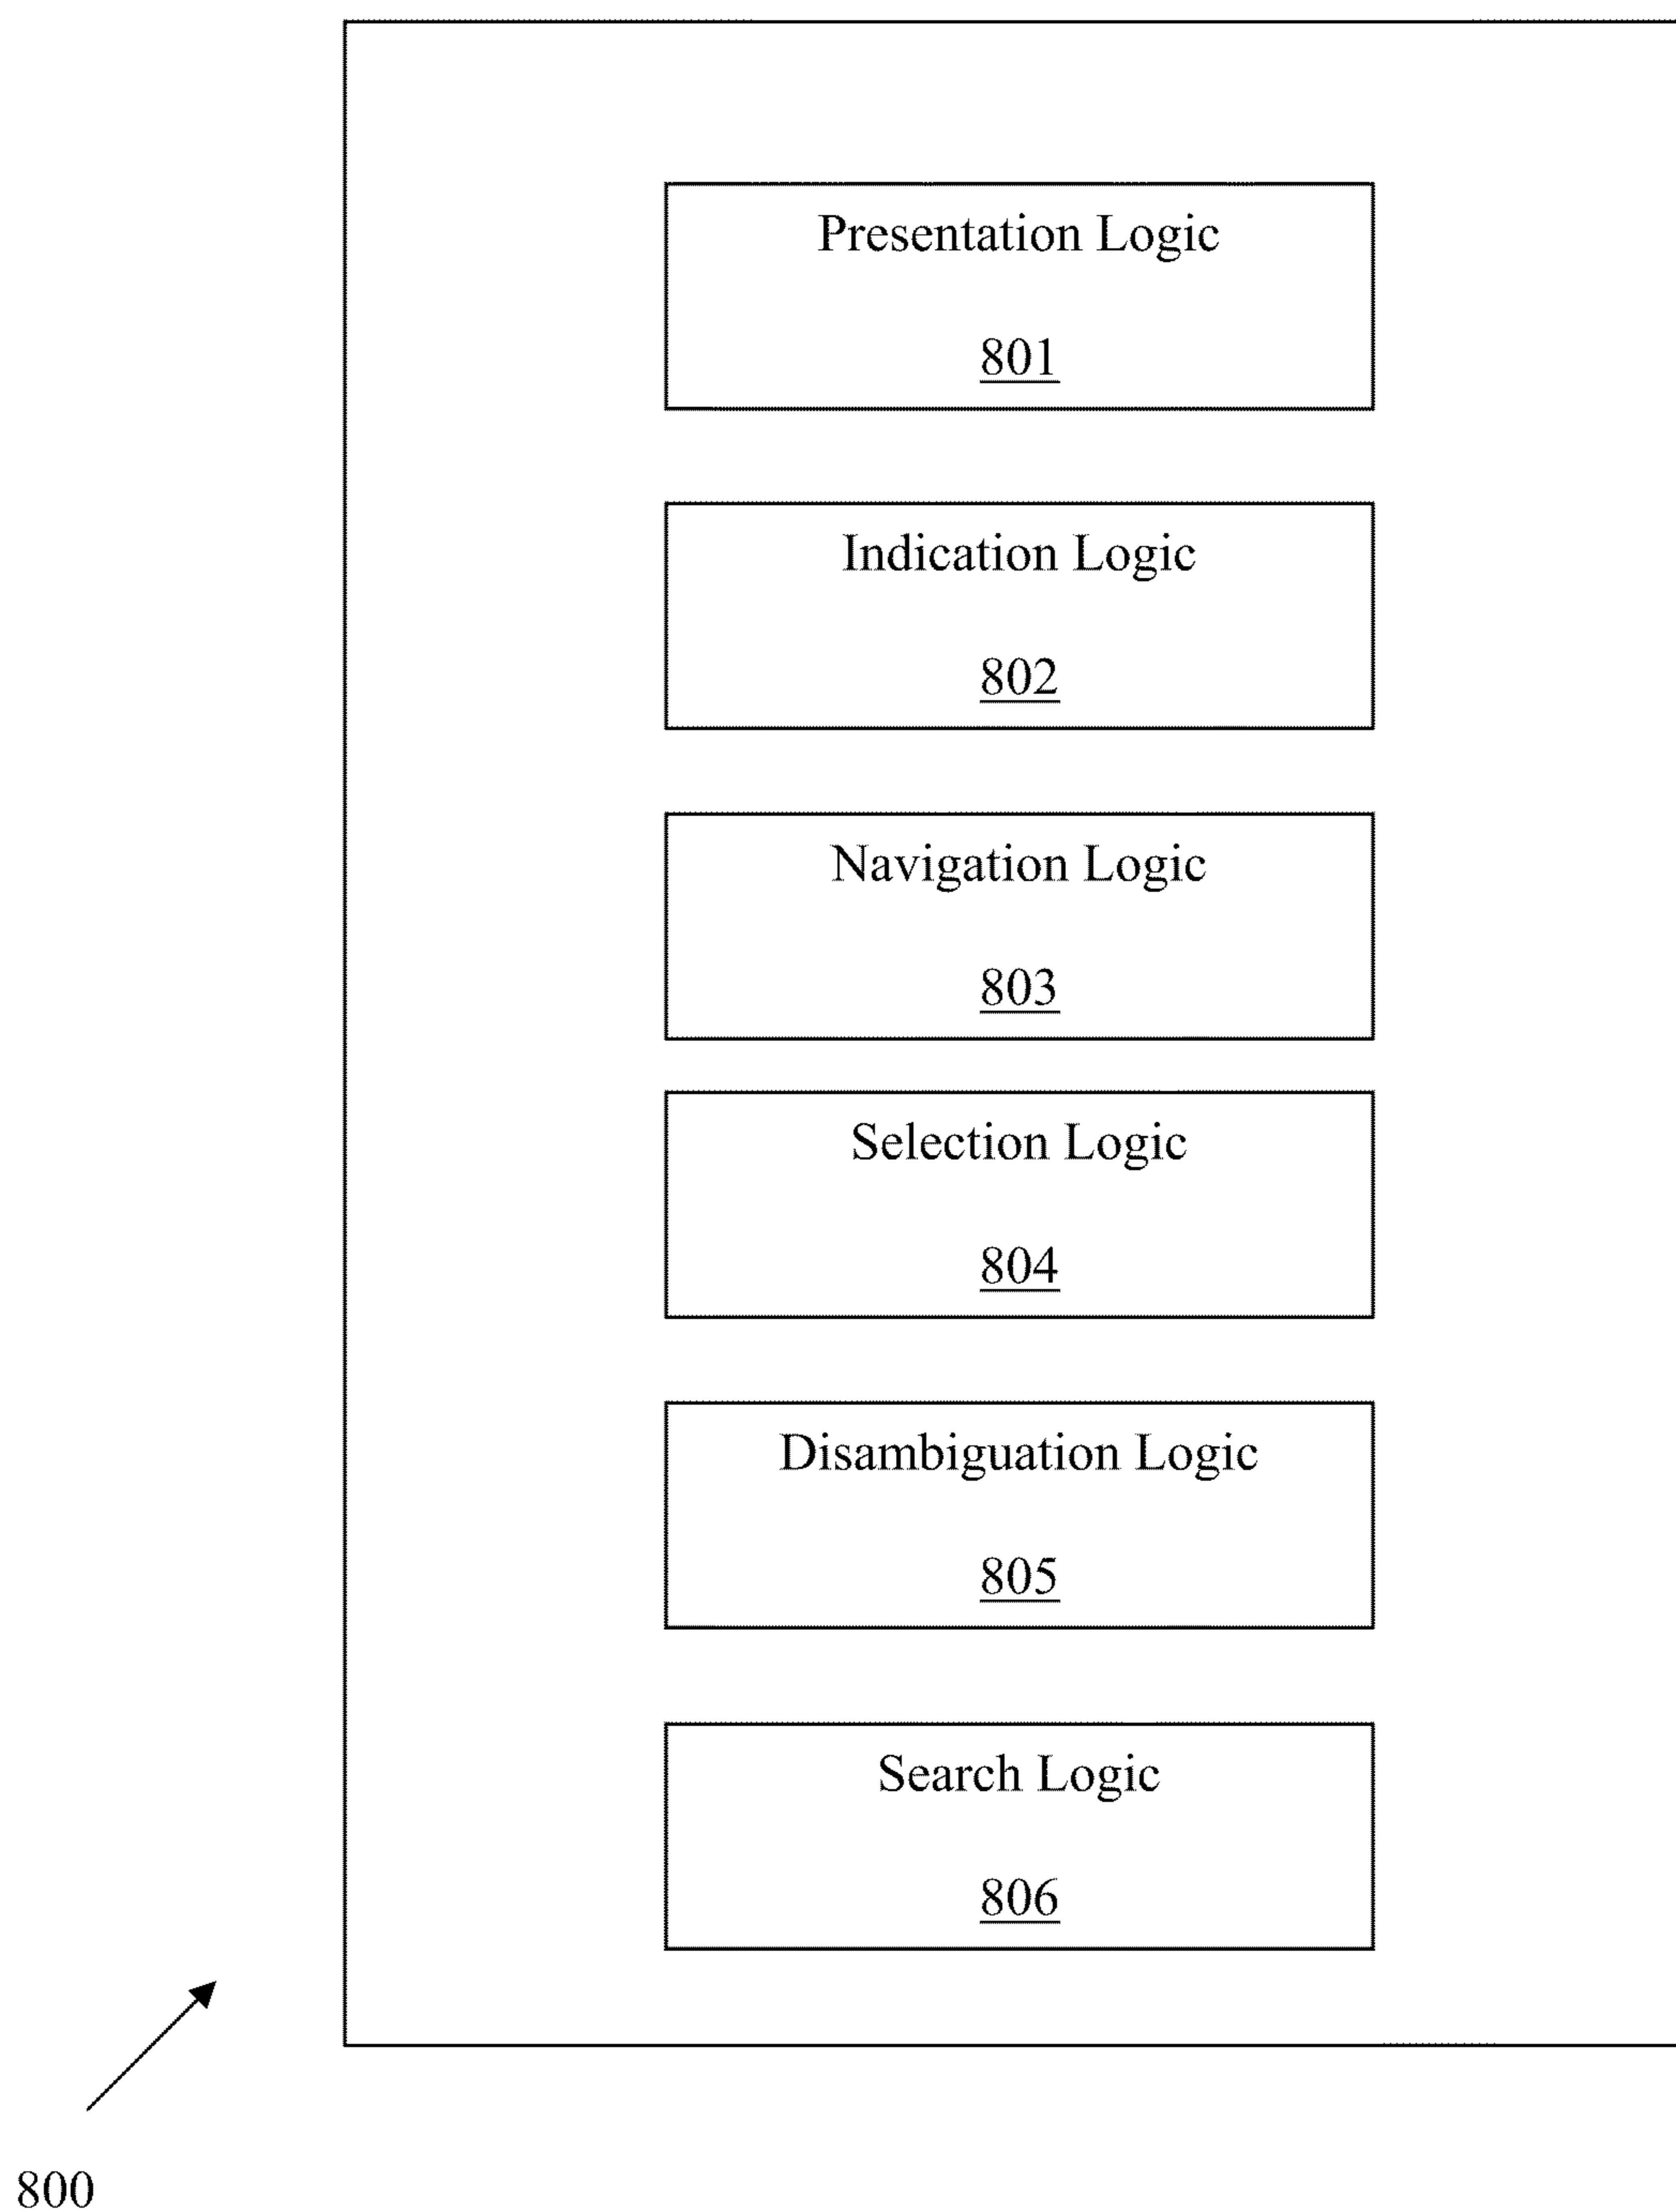 Presentation Logic
801
Indication Logic
802
Navigation Logic
803
Selection Logic
804
Disambiguation Logic
805
Search Logic
806
800